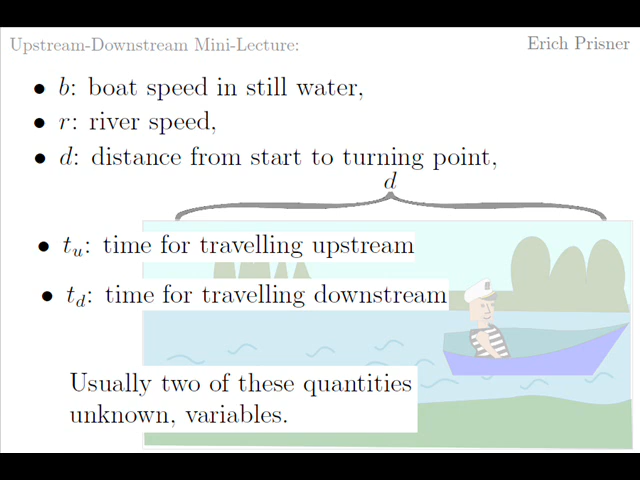 Upstream-Downstream Mini-Lecture:
Erich Prisner
• b: boat speed in still water,
• r: river speed,
• d: distance from start to turning point,
d
• t_u: time for travelling upstream
• t_d: time for travelling downstream
Usually two of these quantities
unknown, variables.